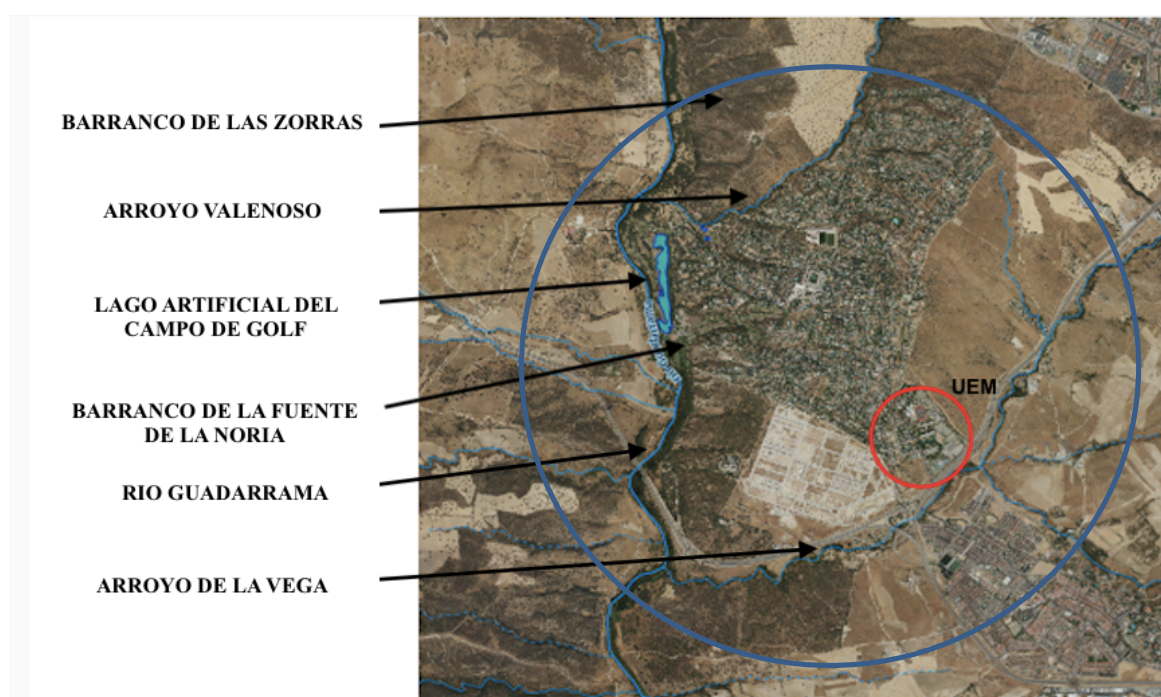 BARRANCO DE LAS ZORRAS
ARROYO VALENOSO
LAGO ARTIFICIAL DEL
CAMPO DE GOLF
BARRANCO DE LA FUENTE
DE LA NORIA
RIO GUADARRAMA
ARROYO DE LA VEGA
UEM